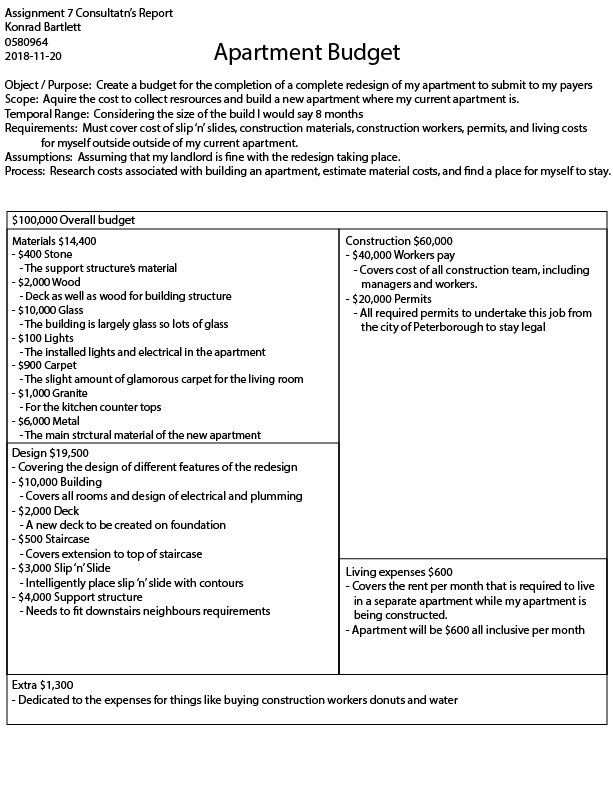 Assignment 7 Consultatn's Report
Konrad Bartlett
0580964
2018-11-20
Apartment Budget
Object / Purpose: Create a budget for the completion of a complete redesign of my apartment to submit to my payers
Scope: Aquire the cost to collect resrources and build a new apartment where my current apartment is.
Temporal Range: Considering the size of the build I would say 8 months
Requirements: Must cover cost of slip 'n' slides, construction materials, construction workers, permits, and living costs
for myself outside outside of my current apartment.
Assumptions: Assuming that my landlord is fine with the redesign taking place.
Process: Research costs associated with building an apartment, estimate material costs, and find a place for myself to stay.
$100,000 Overall budget
Materials $14,400
- $400 Stone
- The support structure's material
- $2,000 Wood
- Deck as well as wood for building structure
- $10,000 Glass
- The building is largely glass so lots of glass
- $100 Lights
- The installed lights and electrical in the apartment
- $900 Carpet
- The slight amount of glamorous carpet for the living room
- $1,000 Granite
- For the kitchen counter tops
- $6,000 Metal
- The main strctural material of the new apartment
Design $19,500
- Covering the design of different features of the redesign
- $10,000 Building
- Covers all rooms and design of electrical and plumming
- $2,000 Deck
- A new deck to be created on foundation
- $500 Staircase
- Covers extension to top of staircase
- $3,000 Slip 'n' Slide
- Intelligently place slip 'n' slide with contours
- $4,000 Support structure
- Needs to fit downstairs neighbours requirements
Construction $60,000
- $40,000 Workers pay
- Covers cost of all construction team, including
managers and workers.
- $20,000 Permits
- All required permits to undertake this job from
the city of Peterborough to stay legal
Living expenses $600
- Covers the rent per month that is required to live
in a separate apartment while my apartment is
being constructed.
- Apartment will be $600 all inclusive per month
Extra $1,300
- Dedicated to the expenses for things like buying construction workers donuts and water